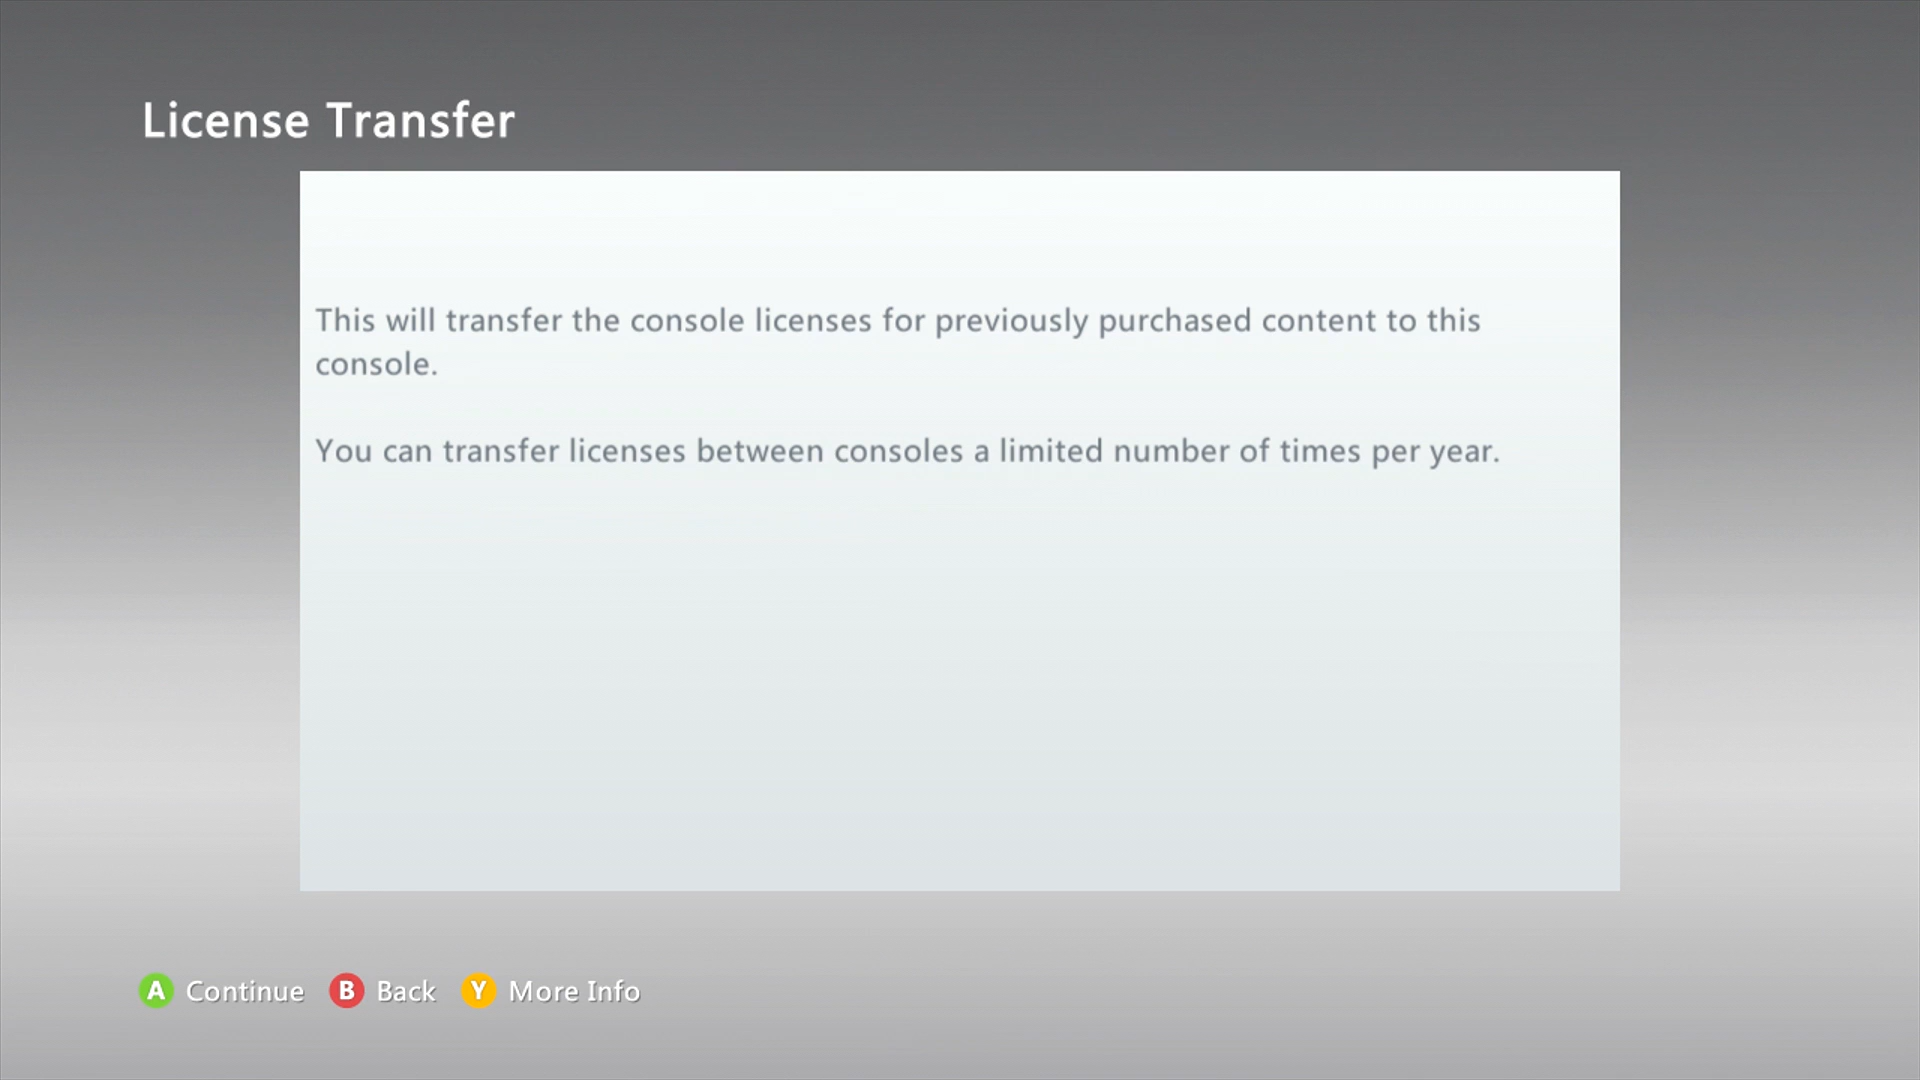 License Transfer
This will transfer the console licenses for previously purchased content to this
console.
You can transfer licenses between consoles a limited number of times per year.
A Continue B Back Y More Info